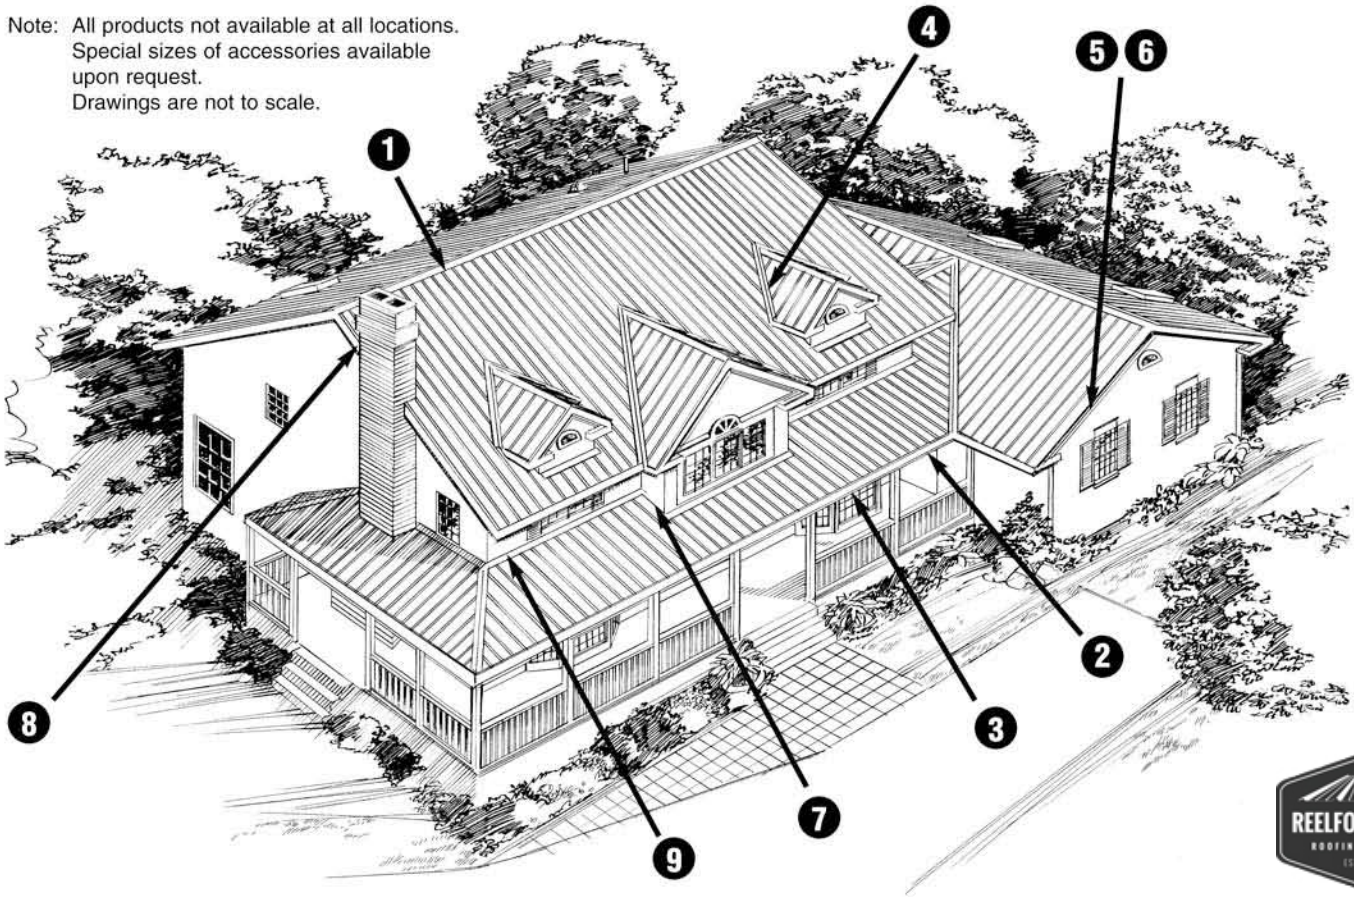 Note: All products not available at all locations.
Special sizes of accessories available
upon request.
Drawings are not to scale.
4
5 6
1
8
2
3
7
9
ROOFIN